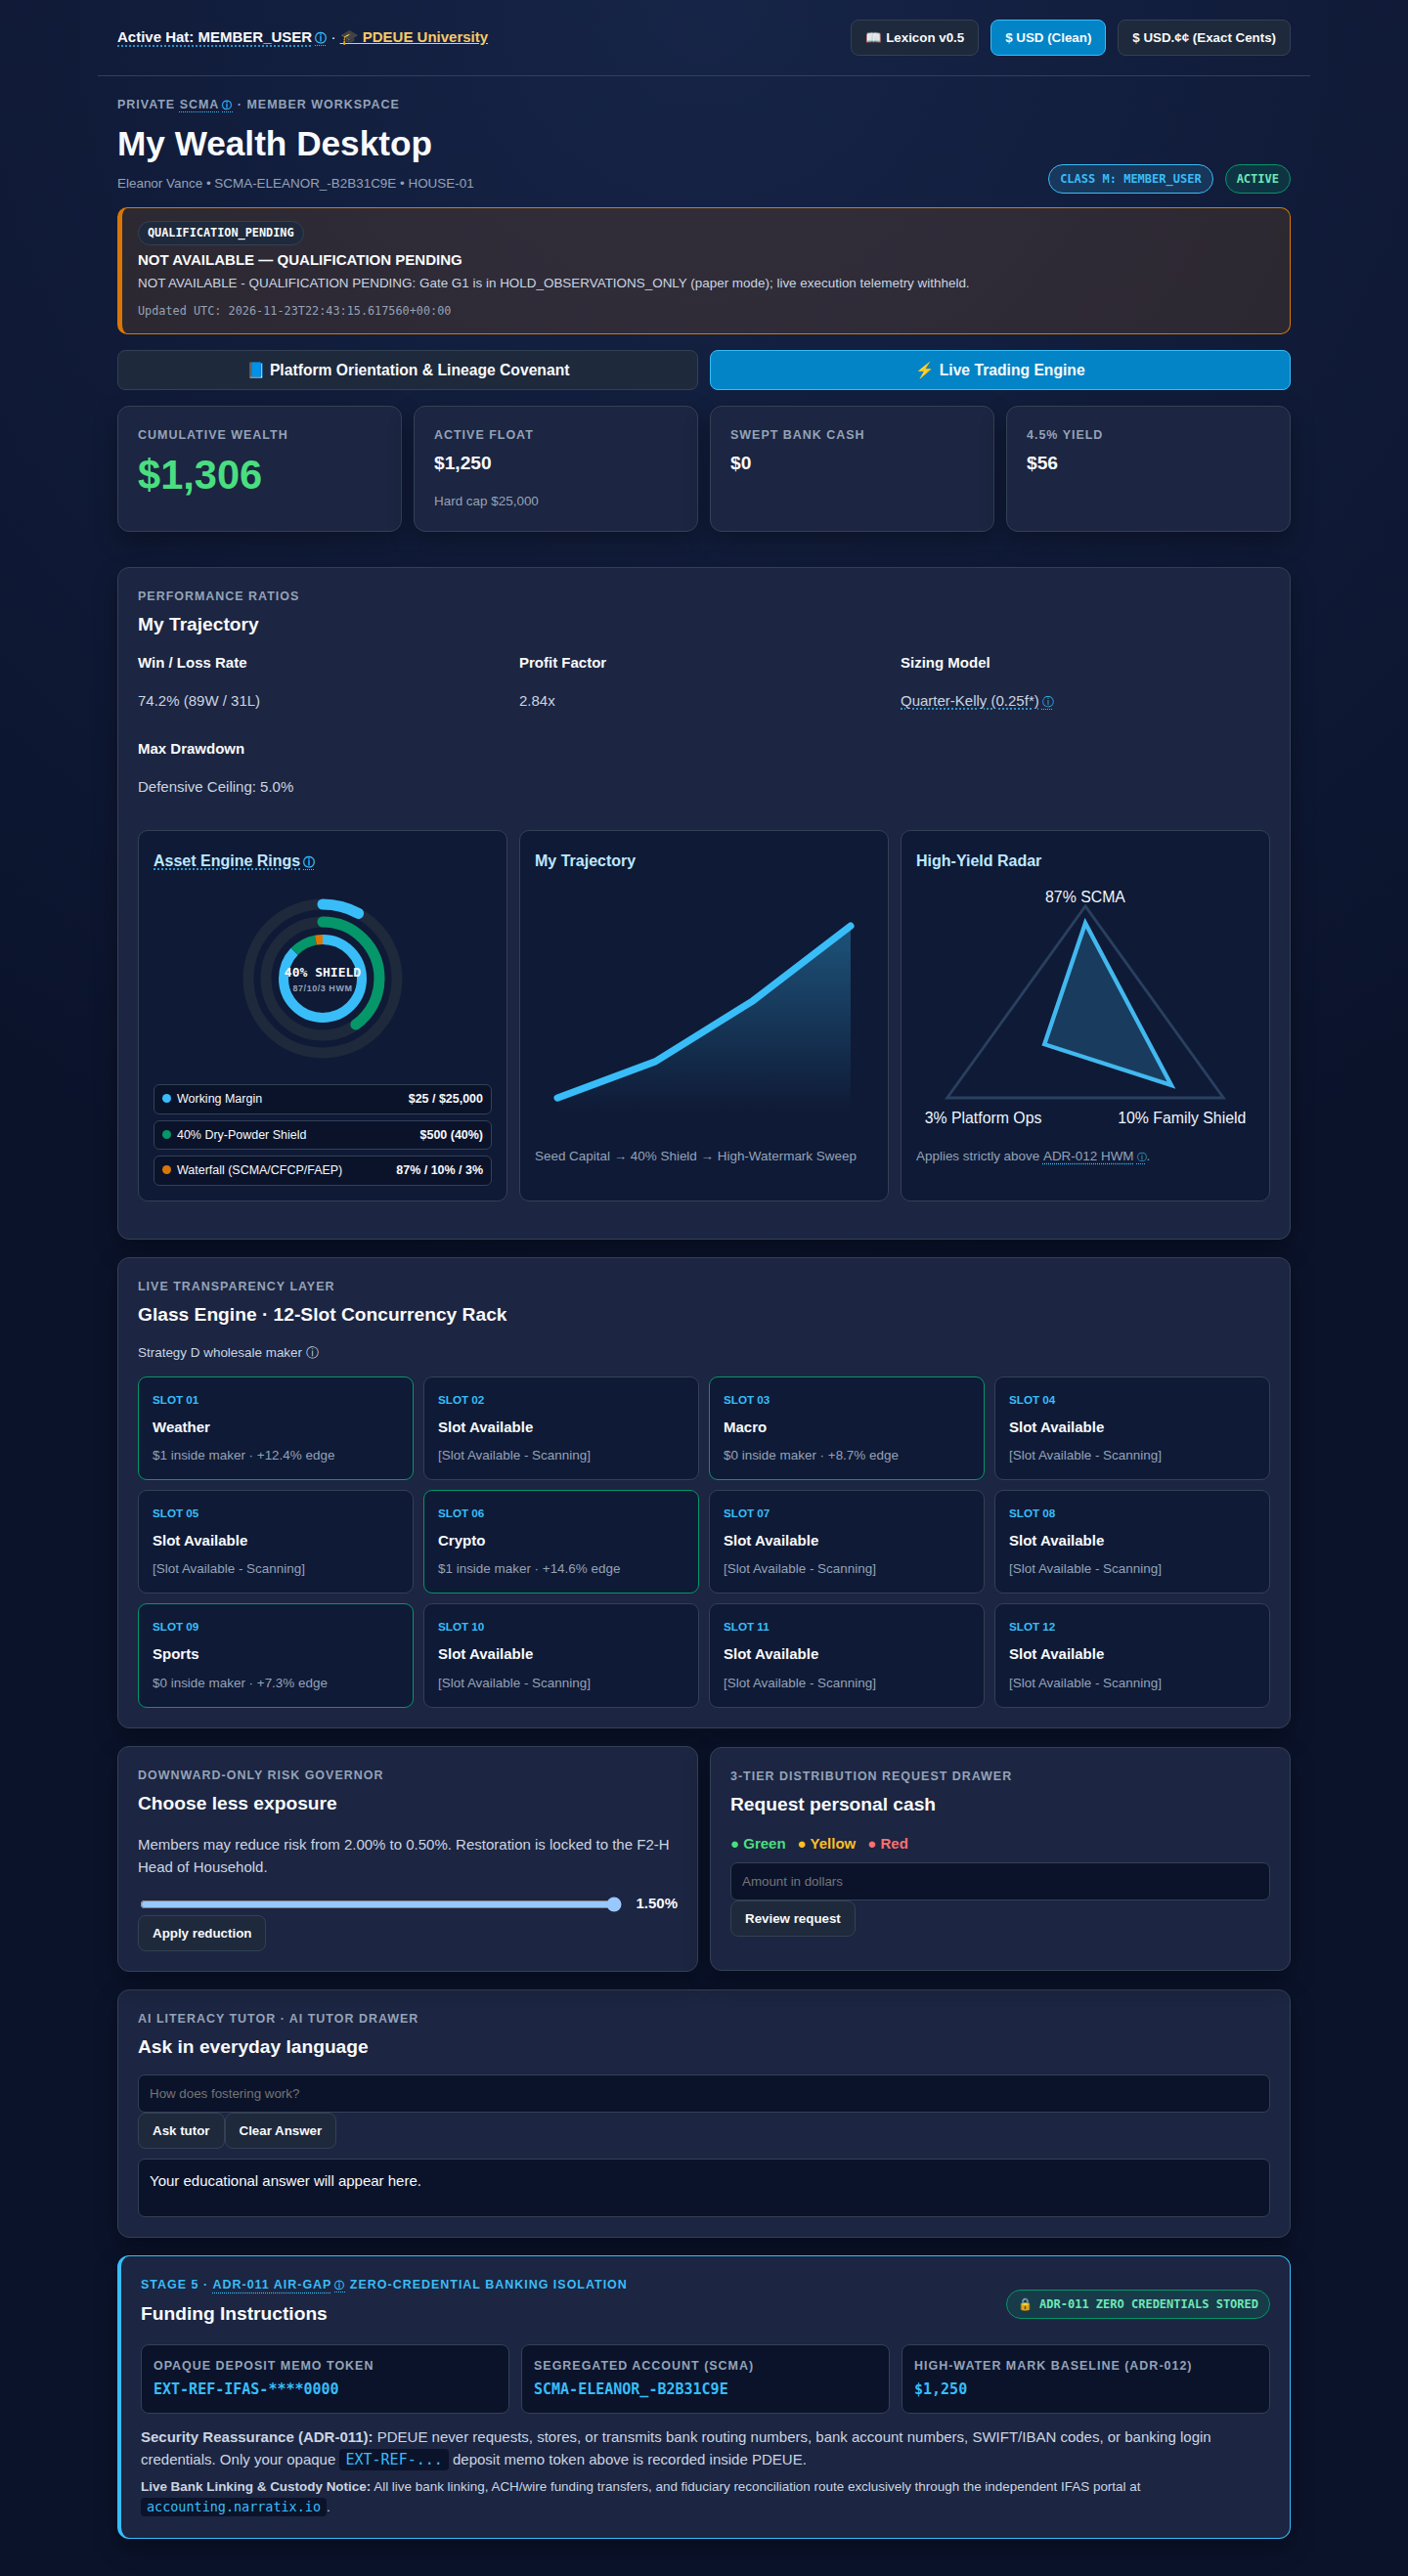 Active Hat: MEMBER_USER ⓘ · 🎓 PDEUE University
📖 Lexicon v0.5
$ USD (Clean)
$ USD.¢¢ (Exact Cents)
PRIVATE SCMA ⓘ · MEMBER WORKSPACE
My Wealth Desktop
Eleanor Vance • SCMA-ELEANOR_-B2B31C9E • HOUSE-01
CLASS M: MEMBER_USER
ACTIVE
QUALIFICATION_PENDING
NOT AVAILABLE — QUALIFICATION PENDING
NOT AVAILABLE - QUALIFICATION PENDING: Gate G1 is in HOLD_OBSERVATIONS_ONLY (paper mode); live execution telemetry withheld.
Updated UTC: 2026-11-23T22:43:15.617560+00:00
📘 Platform Orientation & Lineage Covenant
⚡ Live Trading Engine
CUMULATIVE WEALTH
$1,306
ACTIVE FLOAT
$1,250
Hard cap $25,000
SWEPT BANK CASH
$0
4.5% YIELD
$56
PERFORMANCE RATIOS
My Trajectory
Win / Loss Rate
74.2% (89W / 31L)
Profit Factor
2.84x
Sizing Model
Quarter-Kelly (0.25f*) ⓘ
Max Drawdown
Defensive Ceiling: 5.0%
Asset Engine Rings ⓘ
40% SHIELD
87/10/3 HWM
Working Margin $25 / $25,000
40% Dry-Powder Shield $500 (40%)
Waterfall (SCMA/CFCP/FAEP) 87% / 10% / 3%
My Trajectory
Seed Capital → 40% Shield → High-Watermark Sweep
High-Yield Radar
87% SCMA
3% Platform Ops
10% Family Shield
Applies strictly above ADR-012 HWM ⓘ.
LIVE TRANSPARENCY LAYER
Glass Engine · 12-Slot Concurrency Rack
Strategy D wholesale maker ⓘ
SLOT 01
Weather
$1 inside maker · +12.4% edge
SLOT 02
Slot Available
[Slot Available - Scanning]
SLOT 03
Macro
$0 inside maker · +8.7% edge
SLOT 04
Slot Available
[Slot Available - Scanning]
SLOT 05
Slot Available
[Slot Available - Scanning]
SLOT 06
Crypto
$1 inside maker · +14.6% edge
SLOT 07
Slot Available
[Slot Available - Scanning]
SLOT 08
Slot Available
[Slot Available - Scanning]
SLOT 09
Sports
$0 inside maker · +7.3% edge
SLOT 10
Slot Available
[Slot Available - Scanning]
SLOT 11
Slot Available
[Slot Available - Scanning]
SLOT 12
Slot Available
[Slot Available - Scanning]
DOWNWARD-ONLY RISK GOVERNOR
Choose less exposure
Members may reduce risk from 2.00% to 0.50%. Restoration is locked to the F2-H
Head of Household.
1.50%
Apply reduction
3-TIER DISTRIBUTION REQUEST DRAWER
Request personal cash
● Green ● Yellow ● Red
Amount in dollars
Review request
AI LITERACY TUTOR · AI TUTOR DRAWER
Ask in everyday language
How does fostering work?
Ask tutor
Clear Answer
Your educational answer will appear here.
STAGE 5 · ADR-011 AIR-GAP ⓘ ZERO-CREDENTIAL BANKING ISOLATION
Funding Instructions
🔒 ADR-011 ZERO CREDENTIALS STORED
OPAQUE DEPOSIT MEMO TOKEN
EXT-REF-IFAS-****0000
SEGREGATED ACCOUNT (SCMA)
SCMA-ELEANOR_-B2B31C9E
HIGH-WATER MARK BASELINE (ADR-012)
$1,250
Security Reassurance (ADR-011): PDEUE never requests, stores, or transmits bank routing numbers, bank account numbers, SWIFT/IBAN codes, or banking login
credentials. Only your opaque EXT-REF-... deposit memo token above is recorded inside PDEUE.
Live Bank Linking & Custody Notice: All live bank linking, ACH/wire funding transfers, and fiduciary reconciliation route exclusively through the independent IFAS portal at
accounting.narratix.io.